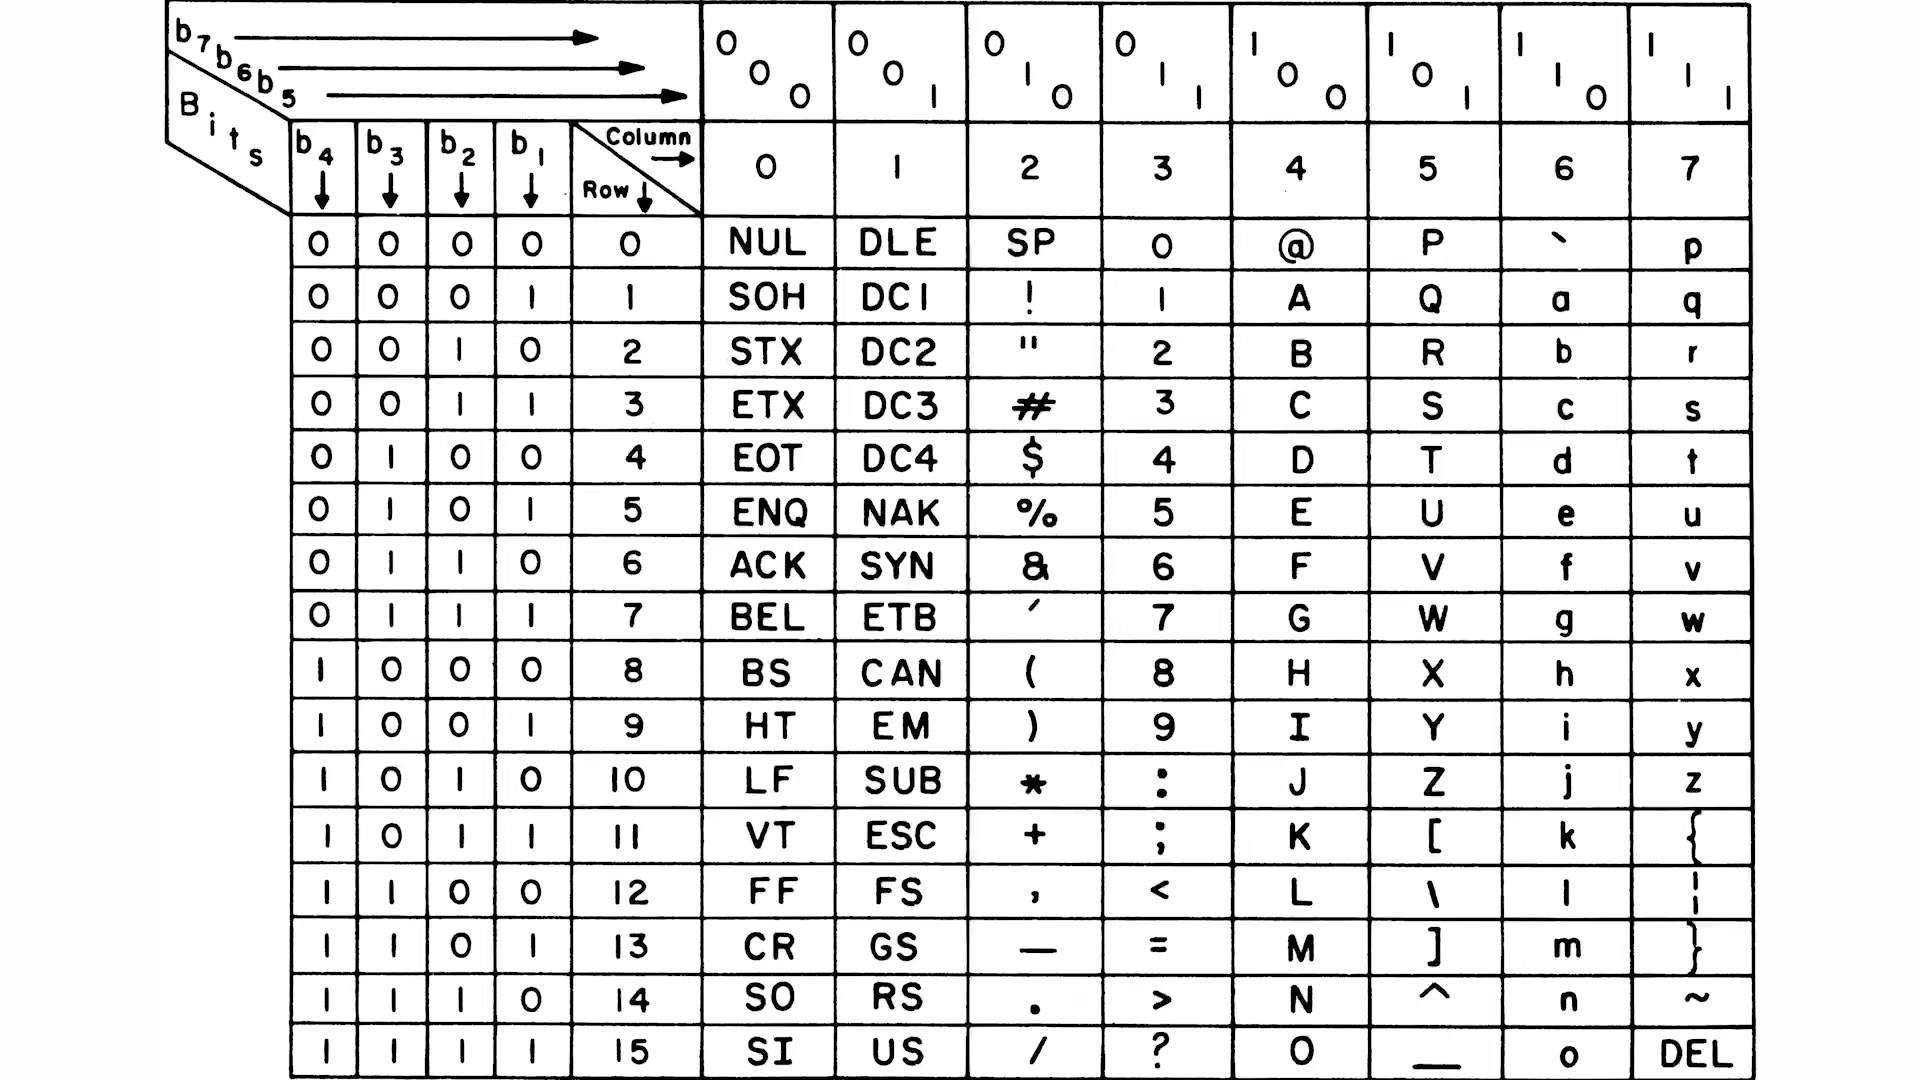 b7 b6 b5 0 0 0 0 0 1 0 1 0 0 1 1 1 0 0 1 0 1 1 1 0 1 1 1
Bits b4 b3 b2 b1 Column Row 0 1 2 3 4 5 6 7
0 0 0 0 0 NUL DLE SP 0 @ P ` p
0 0 0 1 1 SOH DC1 ! 1 A Q a q
0 0 1 0 2 STX DC2 " 2 B R b r
0 0 1 1 3 ETX DC3 # 3 C S c s
0 1 0 0 4 EOT DC4 $ 4 D T d t
0 1 0 1 5 ENQ NAK % 5 E U e u
0 1 1 0 6 ACK SYN & 6 F V f v
0 1 1 1 7 BEL ETB ′ 7 G W g w
1 0 0 0 8 BS CAN ( 8 H X h x
1 0 0 1 9 HT EM ) 9 I Y i y
1 0 1 0 10 LF SUB * : J Z j z
1 0 1 1 11 VT ESC + ; K [ k {
1 1 0 0 12 FF FS , < L \ l ¦
1 1 0 1 13 CR GS — = M ] m }
1 1 1 0 14 SO RS . > N ^ n ~
1 1 1 1 15 SI US / ? O _ o DEL